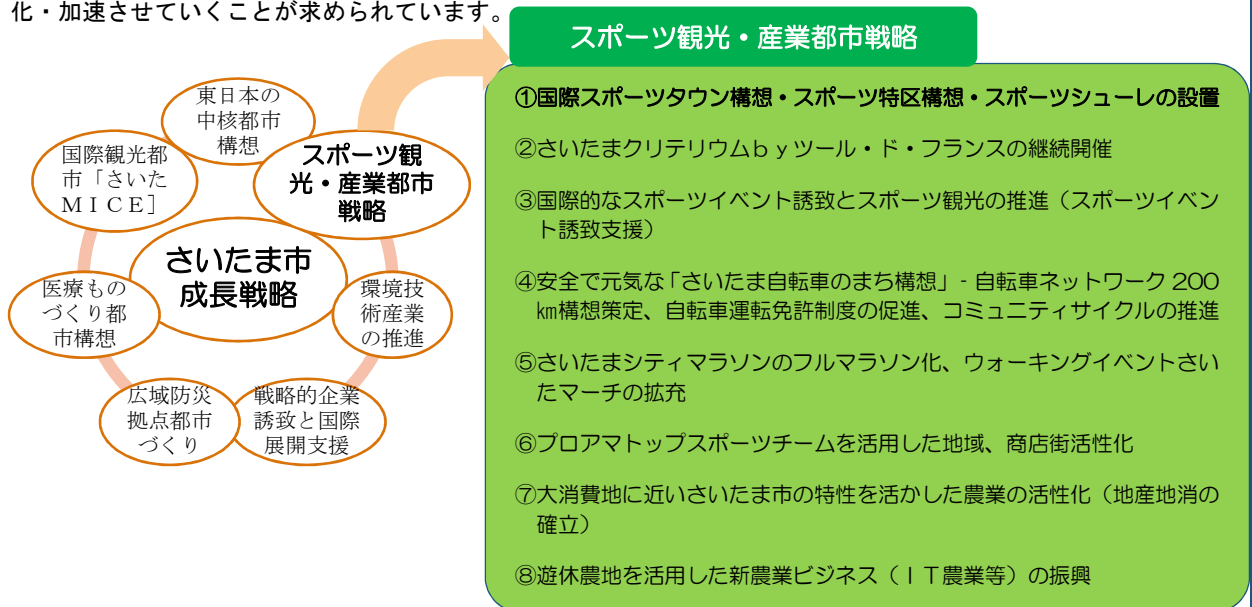 化・加速させていくことが求められています。
スポーツ観光・産業都市戦略
東日本の
中核都市
構想
スポーツ観
光・産業都市
戦略
国際観光都
市「さいた
ＭＩＣＥ］
さいたま市
成長戦略
医療もの
づくり都
市構想
環境技
術産業
の推進
広域防災
拠点都市
づくり
戦略的企業
誘致と国際
展開支援
①国際スポーツタウン構想・スポーツ特区構想・スポーツシューレの設置
②さいたまクリテリウムｂｙツール・ド・フランスの継続開催
③国際的なスポーツイベント誘致とスポーツ観光の推進（スポーツイベン
ト誘致支援）
④安全で元気な「さいたま自転車のまち構想」- 自転車ネットワーク 200
㎞構想策定、自転車運転免許制度の促進、コミュニティサイクルの推進
⑤さいたまシティマラソンのフルマラソン化、ウォーキングイベントさい
たマーチの拡充
⑥プロアマトップスポーツチームを活用した地域、商店街活性化
⑦大消費地に近いさいたま市の特性を活かした農業の活性化（地産地消の
確立）
⑧遊休農地を活用した新農業ビジネス（ＩＴ農業等）の振興